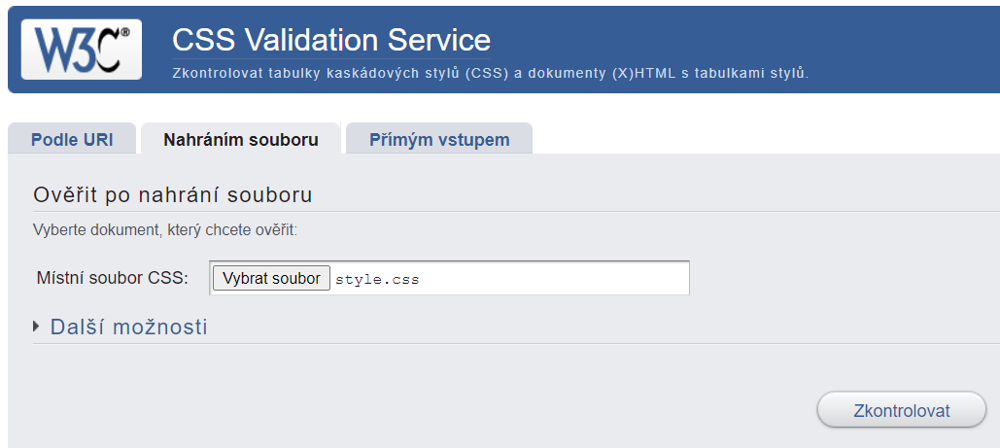 W3C® CSS Validation Service
Zkontrolovat tabulky kaskádových stylů (CSS) a dokumenty (X)HTML s tabulkami stylů.
Podle URI Nahráním souboru Přímým vstupem
Ověřit po nahrání souboru
Vyberte dokument, který chcete ověřit:
Místní soubor CSS: Vybrat soubor style.css
Další možnosti
Zkontrolovat